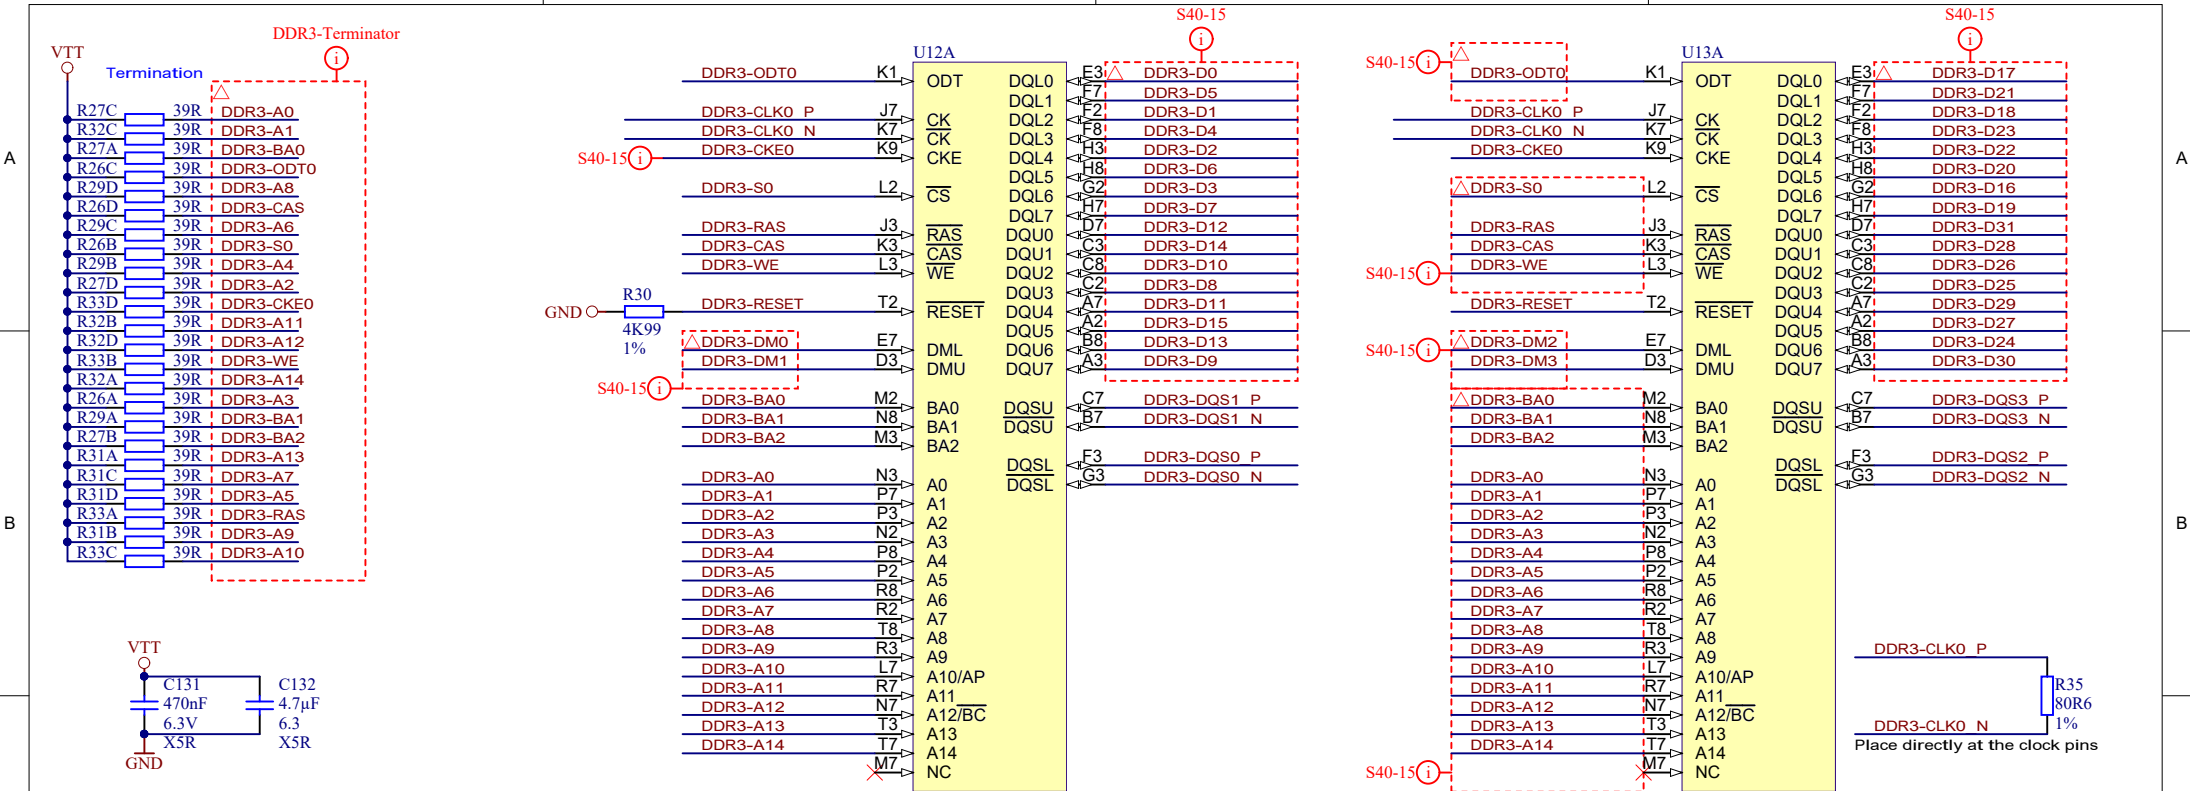 S40-15
S40-15
DDR3-Terminator
VTT
Termination
R27C 39R DDR3-A0
R32C 39R DDR3-A1
R27A 39R DDR3-BA0
R26C 39R DDR3-ODT0
R29D 39R DDR3-A8
R26D 39R DDR3-CAS
R29C 39R DDR3-A6
R26B 39R DDR3-S0
R29B 39R DDR3-A4
R27D 39R DDR3-A2
R33D 39R DDR3-CKE0
R32B 39R DDR3-A11
R32D 39R DDR3-A12
R33B 39R DDR3-WE
R32A 39R DDR3-A14
R26A 39R DDR3-A3
R29A 39R DDR3-BA1
R27B 39R DDR3-BA2
R31A 39R DDR3-A13
R31C 39R DDR3-A7
R31D 39R DDR3-A5
R33A 39R DDR3-RAS
R31B 39R DDR3-A9
R33C 39R DDR3-A10
VTT
C131
470nF
6.3V
X5R
C132
4.7µF
6.3
X5R
GND
A
B
U12A
DDR3-ODT0 K1 ODT
DDR3-CLK0_P J7 CK
DDR3-CLK0_N K7 CK
S40-15 DDR3-CKE0 K9 CKE
DDR3-S0 L2 CS
DDR3-RAS J3 RAS
DDR3-CAS K3 CAS
DDR3-WE L3 WE
GND R30 4K99 1% DDR3-RESET T2 RESET
DDR3-DM0 E7 DML
DDR3-DM1 D3 DMU
S40-15
DDR3-BA0 M2 BA0
DDR3-BA1 N8 BA1
DDR3-BA2 M3 BA2
DDR3-A0 N3 A0
DDR3-A1 P7 A1
DDR3-A2 P3 A2
DDR3-A3 N2 A3
DDR3-A4 P8 A4
DDR3-A5 P2 A5
DDR3-A6 R8 A6
DDR3-A7 R2 A7
DDR3-A8 T8 A8
DDR3-A9 R3 A9
DDR3-A10 L7 A10/AP
DDR3-A11 R7 A11
DDR3-A12 N7 A12/BC
DDR3-A13 T3 A13
DDR3-A14 T7 A14
M7 NC
DQL0 E3 DDR3-D0
DQL1 F7 DDR3-D5
DQL2 F2 DDR3-D1
DQL3 F8 DDR3-D4
DQL4 H3 DDR3-D2
DQL5 H8 DDR3-D6
DQL6 G2 DDR3-D3
DQL7 H7 DDR3-D7
DQU0 D7 DDR3-D12
DQU1 C3 DDR3-D14
DQU2 C8 DDR3-D10
DQU3 C2 DDR3-D8
DQU4 A7 DDR3-D11
DQU5 A2 DDR3-D15
DQU6 B8 DDR3-D13
DQU7 A3 DDR3-D9
DQSU C7 DDR3-DQS1_P
DQSU B7 DDR3-DQS1_N
DQSL F3 DDR3-DQS0_P
DQSL G3 DDR3-DQS0_N
U13A
S40-15
DDR3-ODT0 K1 ODT
DDR3-CLK0_P J7 CK
DDR3-CLK0_N K7 CK
DDR3-CKE0 K9 CKE
DDR3-S0 L2 CS
DDR3-RAS J3 RAS
DDR3-CAS K3 CAS
S40-15 DDR3-WE L3 WE
DDR3-RESET T2 RESET
S40-15 DDR3-DM2 E7 DML
DDR3-DM3 D3 DMU
DDR3-BA0 M2 BA0
DDR3-BA1 N8 BA1
DDR3-BA2 M3 BA2
DDR3-A0 N3 A0
DDR3-A1 P7 A1
DDR3-A2 P3 A2
DDR3-A3 N2 A3
DDR3-A4 P8 A4
DDR3-A5 P2 A5
DDR3-A6 R8 A6
DDR3-A7 R2 A7
DDR3-A8 T8 A8
DDR3-A9 R3 A9
DDR3-A10 L7 A10/AP
DDR3-A11 R7 A11
DDR3-A12 N7 A12/BC
DDR3-A13 T3 A13
DDR3-A14 T7 A14
S40-15 M7 NC
DQL0 E3 DDR3-D17
DQL1 F7 DDR3-D21
DQL2 F2 DDR3-D18
DQL3 F8 DDR3-D23
DQL4 H3 DDR3-D22
DQL5 H8 DDR3-D20
DQL6 G2 DDR3-D16
DQL7 H7 DDR3-D19
DQU0 D7 DDR3-D31
DQU1 C3 DDR3-D28
DQU2 C8 DDR3-D26
DQU3 C2 DDR3-D25
DQU4 A7 DDR3-D29
DQU5 A2 DDR3-D27
DQU6 B8 DDR3-D24
DQU7 A3 DDR3-D30
DQSU C7 DDR3-DQS3_P
DQSU B7 DDR3-DQS3_N
DQSL F3 DDR3-DQS2_P
DQSL G3 DDR3-DQS2_N
DDR3-CLK0_P
R35
80R6
1%
DDR3-CLK0_N
Place directly at the clock pins
A
B